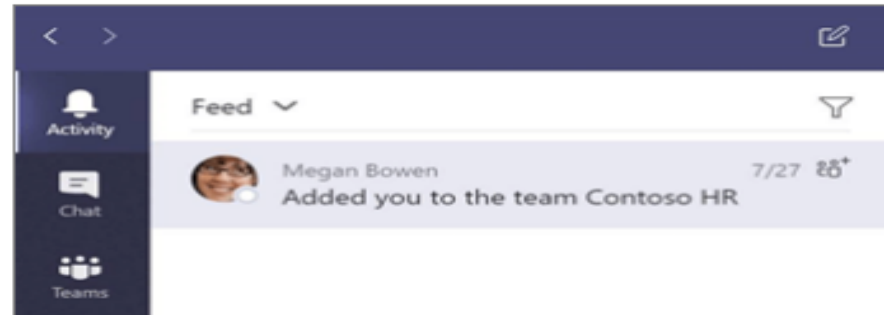 Activity
Chat
Teams
Feed
Megan Bowen 7/27
Added you to the team Contoso HR